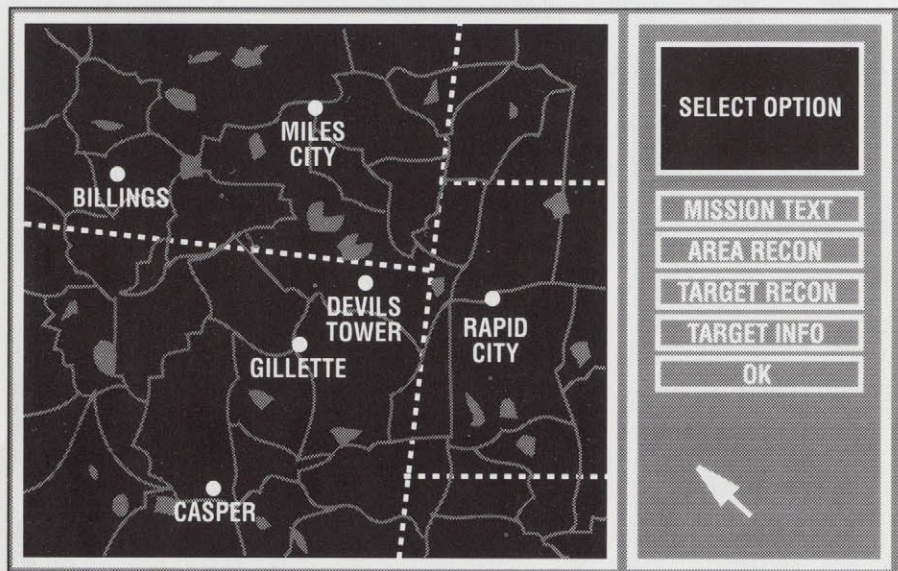 MILES
CITY
BILLINGS
DEVILS
TOWER
RAPID
CITY
GILLETTE
CASPER
SELECT OPTION
MISSION TEXT
AREA RECON
TARGET RECON
TARGET INFO
OK